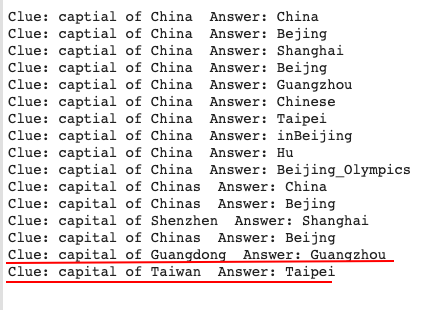 Clue: captial of China  Answer: China
Clue: captial of China  Answer: Bejing
Clue: captial of China  Answer: Shanghai
Clue: captial of China  Answer: Beijng
Clue: captial of China  Answer: Guangzhou
Clue: captial of China  Answer: Chinese
Clue: captial of China  Answer: Taipei
Clue: captial of China  Answer: inBeijing
Clue: captial of China  Answer: Hu
Clue: captial of China  Answer: Beijing_Olympics
Clue: capital of Chinas  Answer: China
Clue: capital of Chinas  Answer: Bejing
Clue: capital of Shenzhen  Answer: Shanghai
Clue: capital of Chinas  Answer: Beijng
Clue: capital of Guangdong  Answer: Guangzhou
Clue: capital of Taiwan  Answer: Taipei